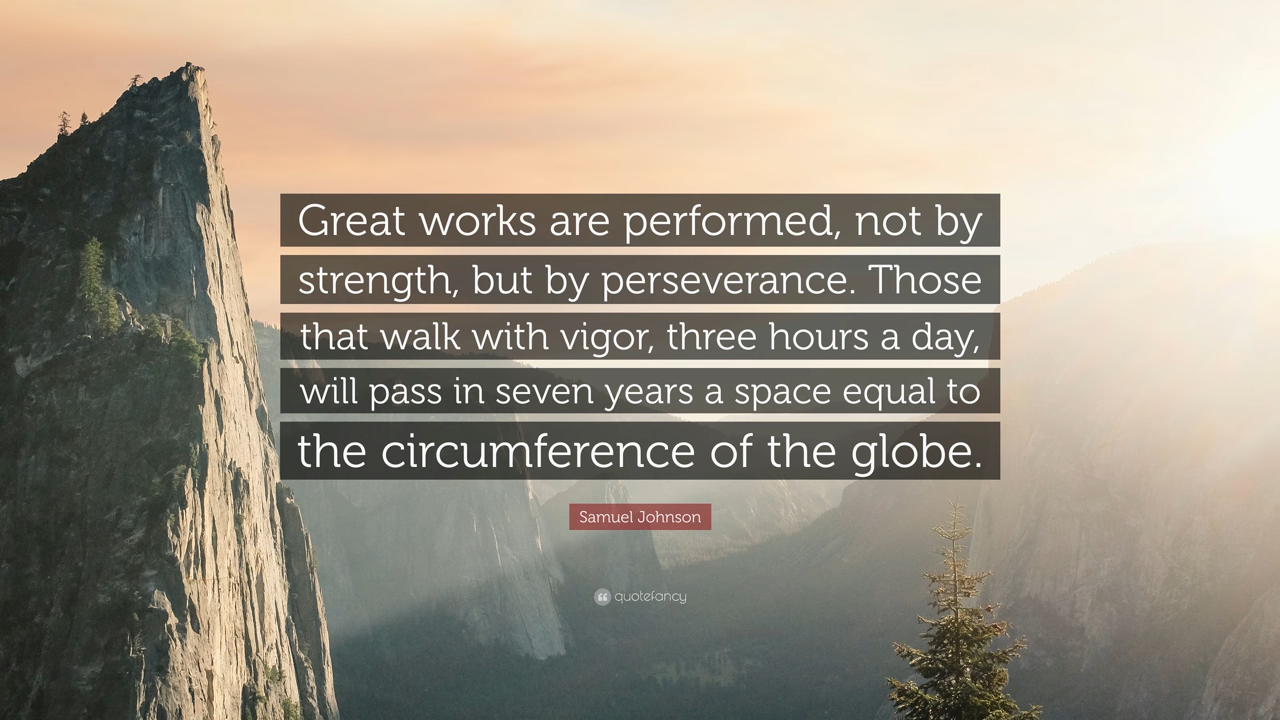 Great works are performed, not by
strength, but by perseverance. Those
that walk with vigor, three hours a day,
will pass in seven years a space equal to
the circumference of the globe.
Samuel Johnson
quotefancy